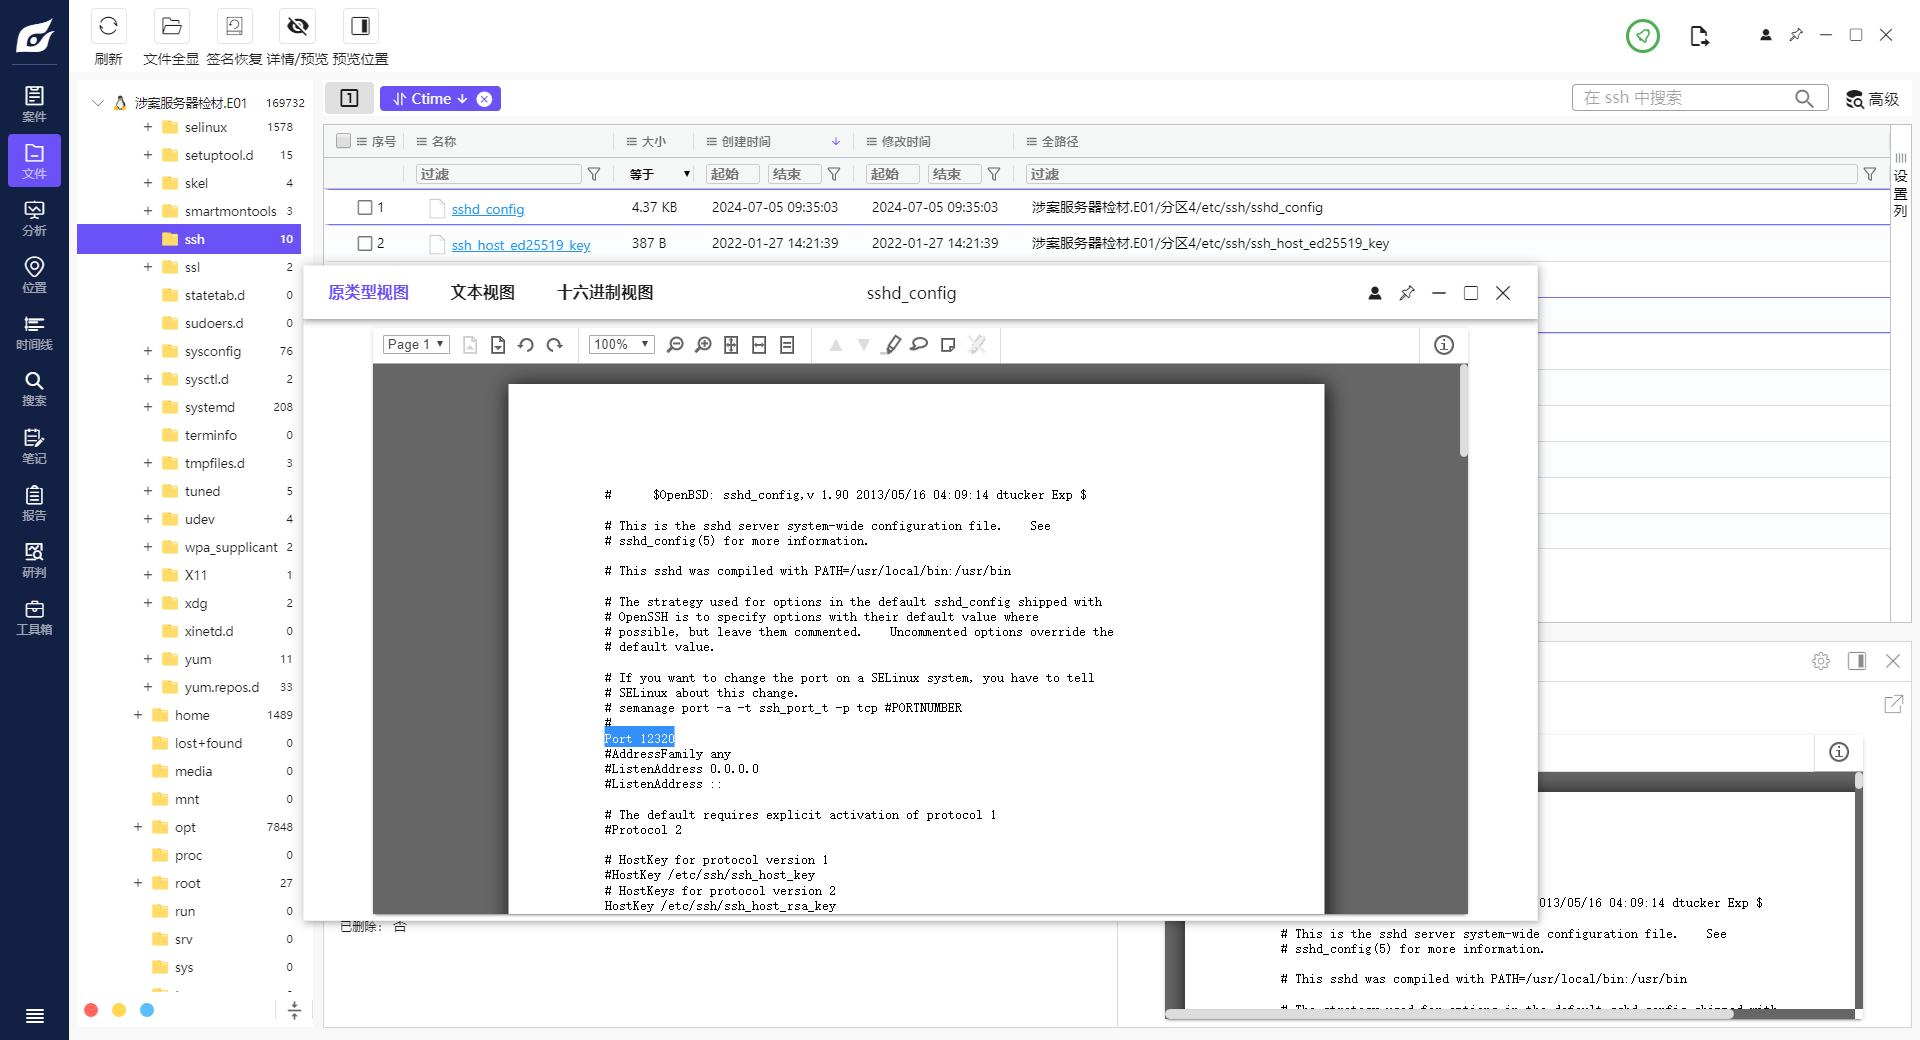 刷新
文件全显
签名恢复
详情/预览
预览位置
案件
文件
分析
位置
时间线
搜索
笔记
报告
研判
工具箱
涉案服务器检材.E01 169732
selinux 1578
setuptool.d 15
skel 4
smartmontools 3
ssh 10
ssl 2
statetab.d 0
sudoers.d 0
sysconfig 76
sysctl.d 2
systemd 208
terminfo 0
tmpfiles.d 3
tuned 5
udev 4
wpa_supplicant 2
X11 1
xdg 2
xinetd.d 0
yum 11
yum.repos.d 33
home 1489
lost+found 0
media 0
mnt 0
opt 7848
proc 0
root 27
run 0
srv 0
sys 0
1
Ctime
在 ssh 中搜索
高级
序号 名称 大小 创建时间 修改时间 全路径
过滤 等于 起始 结束 起始 结束 过滤
1 sshd_config 4.37 KB 2024-07-05 09:35:03 2024-07-05 09:35:03 涉案服务器检材.E01/分区4/etc/ssh/sshd_config
2 ssh_host_ed25519_key 387 B 2022-01-27 14:21:39 2022-01-27 14:21:39 涉案服务器检材.E01/分区4/etc/ssh/ssh_host_ed25519_key
设置列
原类型视图 文本视图 十六进制视图 sshd_config
Page 1
100%
# $OpenBSD: sshd_config,v 1.90 2013/05/16 04:09:14 dtucker Exp $
# This is the sshd server system-wide configuration file. See
# sshd_config(5) for more information.
# This sshd was compiled with PATH=/usr/local/bin:/usr/bin
# The strategy used for options in the default sshd_config shipped with
# OpenSSH is to specify options with their default value where
# possible, but leave them commented. Uncommented options override the
# default value.
# If you want to change the port on a SELinux system, you have to tell
# SELinux about this change.
# semanage port -a -t ssh_port_t -p tcp #PORTNUMBER
#
Port 12320
#AddressFamily any
#ListenAddress 0.0.0.0
#ListenAddress ::
# The default requires explicit activation of protocol 1
#Protocol 2
# HostKey for protocol version 1
#HostKey /etc/ssh/ssh_host_key
# HostKeys for protocol version 2
HostKey /etc/ssh/ssh_host_rsa_key
已删除: 否
013/05/16 04:09:14 dtucker Exp $
# This is the sshd server system-wide configuration file. See
# sshd_config(5) for more information.
# This sshd was compiled with PATH=/usr/local/bin:/usr/bin
# The strategy used for options in the default sshd_config shipped with